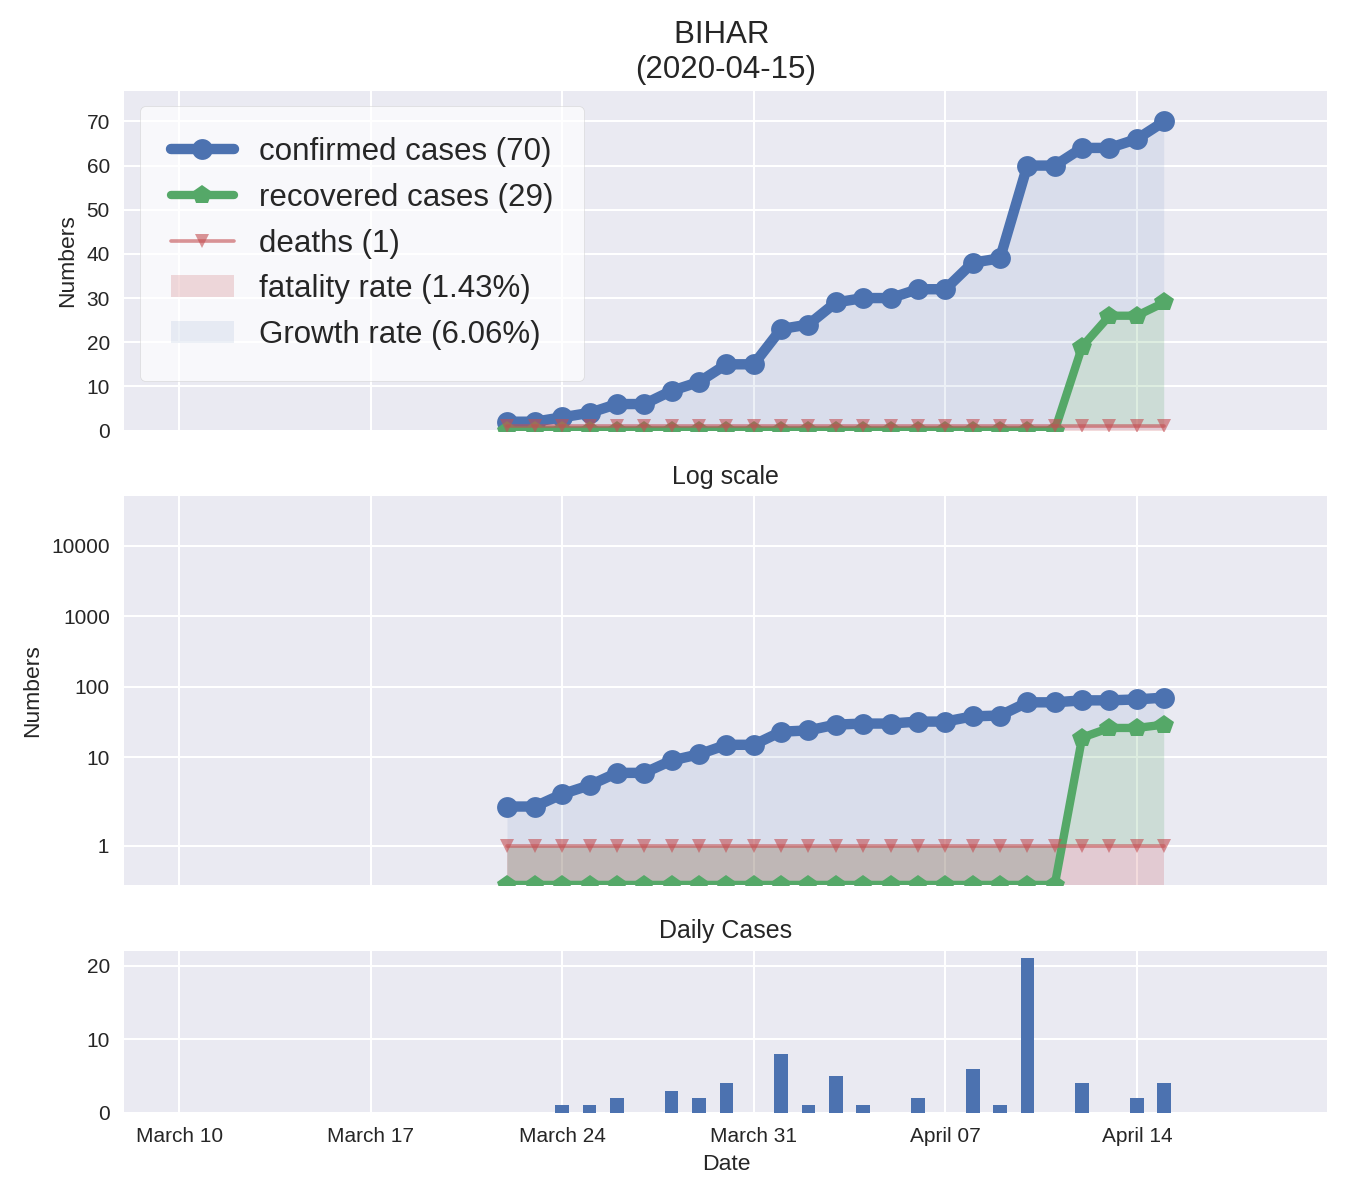 BIHAR
(2020-04-15)
70
60
50
40
30
20
10
0
Numbers
confirmed cases (70)
recovered cases (29)
deaths (1)
fatality rate (1.43%)
Growth rate (6.06%)
Log scale
10000
1000
100
10
1
Numbers
Daily Cases
20
10
0
March 10 March 17 March 24 March 31 April 07 April 14
Date